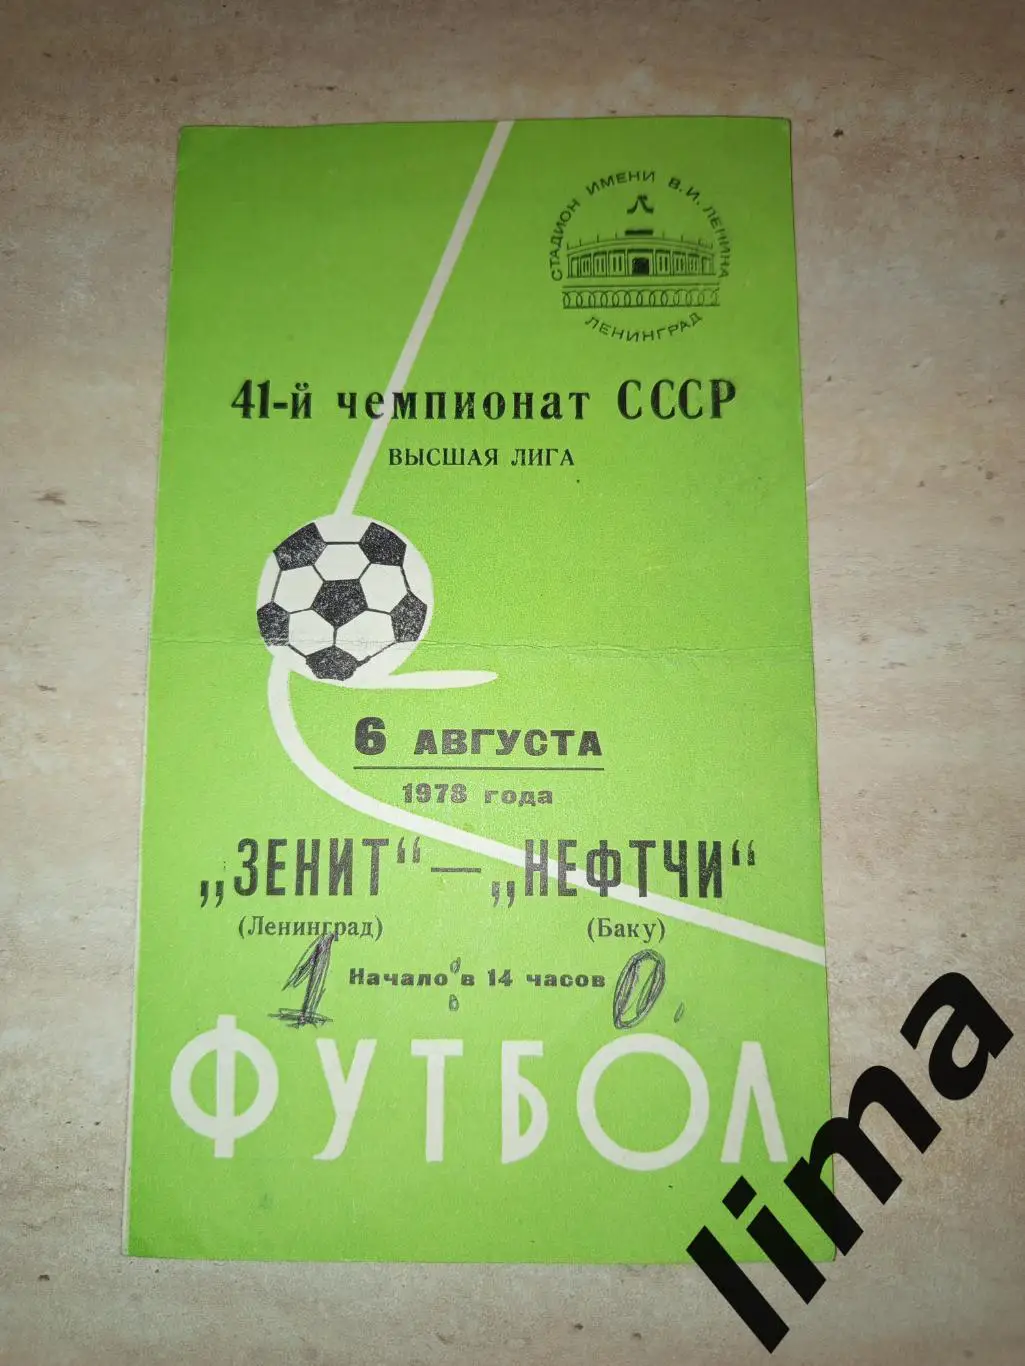 СТАДИОН ИМЕНИ В.И. ЛЕНИНА
ЛЕНИНГРАД
41-й чемпионат СССР
ВЫСШАЯ ЛИГА
6 АВГУСТА
1978 года
„ЗЕНИТ“ — „НЕФТЧИ“
(Ленинград) (Баку)
1 Начало в 14 часов 0.
ФУТБОЛ
lima